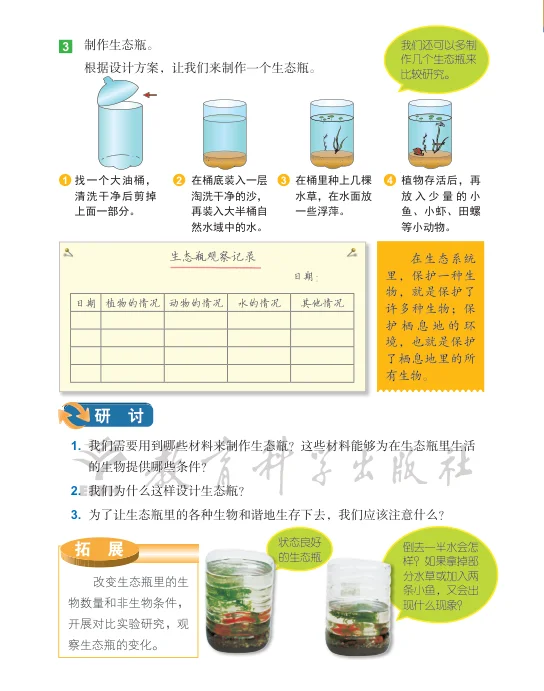 3 制作生态瓶。
根据设计方案，让我们来制作一个生态瓶。
我们还可以多制
作几个生态瓶来
比较研究。
1 找一个大油桶，
清洗干净后剪掉
上面一部分。
2 在桶底装入一层
淘洗干净的沙，
再装入大半桶自
然水域中的水。
3 在桶里种上几棵
水草，在水面放
一些浮萍。
4 植物存活后，再
放入少量的小
鱼、小虾、田螺
等小动物。
生态瓶观察记录
日期：
日期 植物的情况 动物的情况 水的情况 其他情况
在生态系统
里，保护一种生
物，就是保护了
许多种生物；保
护栖息地的环
境，也就是保护
了栖息地里的所
有生物。
研 讨
1. 我们需要用到哪些材料来制作生态瓶？这些材料能够为在生态瓶里生活
的生物提供哪些条件？
2. 我们为什么这样设计生态瓶？
3. 为了让生态瓶里的各种生物和谐地生存下去，我们应该注意什么？
教育科学出版社
拓 展
改变生态瓶里的生
物数量和非生物条件，
开展对比实验研究，观
察生态瓶的变化。
状态良好
的生态瓶
倒去一半水会怎
样？如果拿掉部
分水草或加入两
条小鱼，又会出
现什么现象？